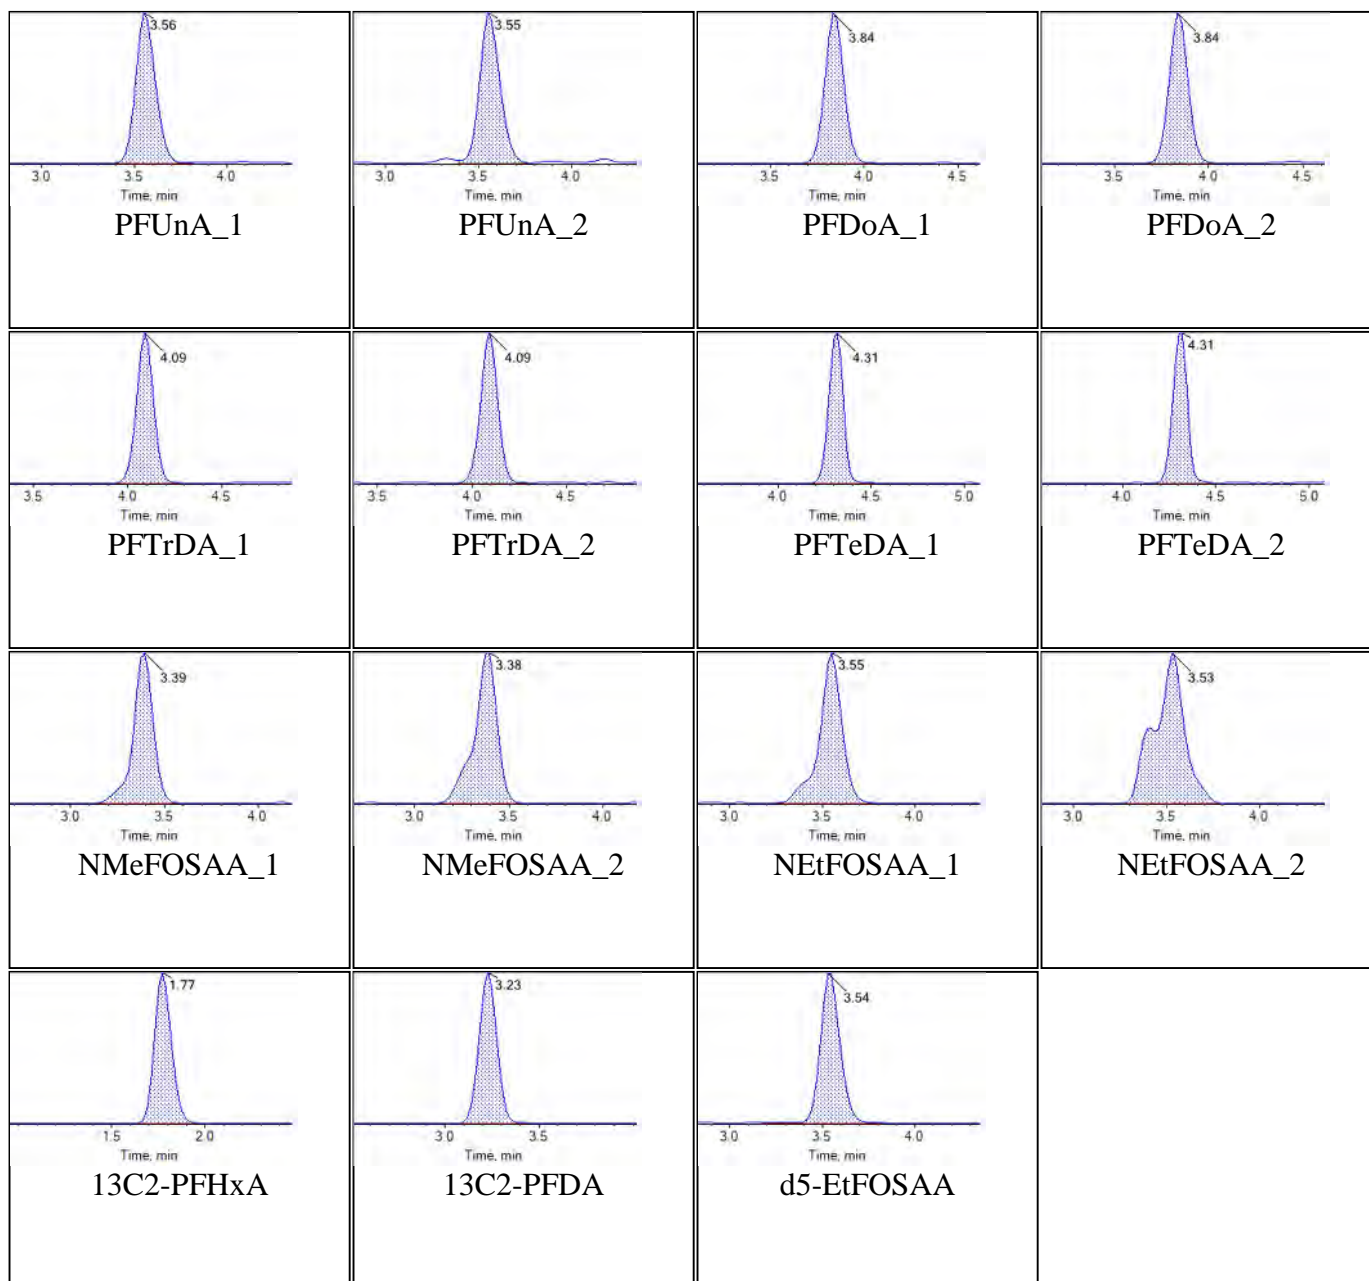 3.56
3.0 3.5 4.0
Time, min
PFUnA_1
3.55
3.0 3.5 4.0
Time, min
PFUnA_2
3.84
3.5 4.0 4.5
Time, min
PFDoA_1
3.84
3.5 4.0 4.5
Time, min
PFDoA_2
4.09
3.5 4.0 4.5
Time, min
PFTrDA_1
4.09
3.5 4.0 4.5
Time, min
PFTrDA_2
4.31
4.0 4.5 5.0
Time, min
PFTeDA_1
4.31
4.0 4.5 5.0
Time, min
PFTeDA_2
3.39
3.0 3.5 4.0
Time, min
NMeFOSAA_1
3.38
3.0 3.5 4.0
Time, min
NMeFOSAA_2
3.55
3.0 3.5 4.0
Time, min
NEtFOSAA_1
3.53
3.0 3.5 4.0
Time, min
NEtFOSAA_2
1.77
1.5 2.0
Time, min
13C2-PFHxA
3.23
3.0 3.5
Time, min
13C2-PFDA
3.54
3.0 3.5 4.0
Time, min
d5-EtFOSAA